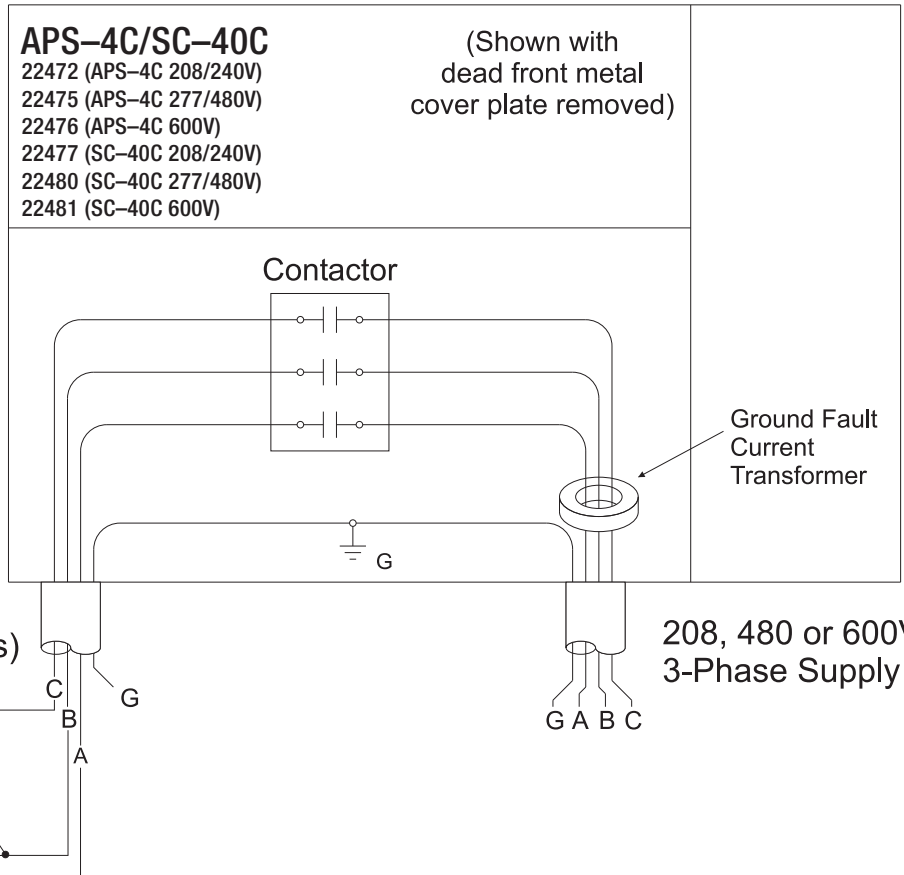 APS–4C/SC–40C
22472 (APS–4C 208/240V)
22475 (APS–4C 277/480V)
22476 (APS–4C 600V)
22477 (SC–40C 208/240V)
22480 (SC–40C 277/480V)
22481 (SC–40C 600V)
(Shown with
dead front metal
cover plate removed)
Contactor
Ground Fault
Current
Transformer
G
208, 480 or 600V
3-Phase Supply
s)
C
B
A
G
G A B C